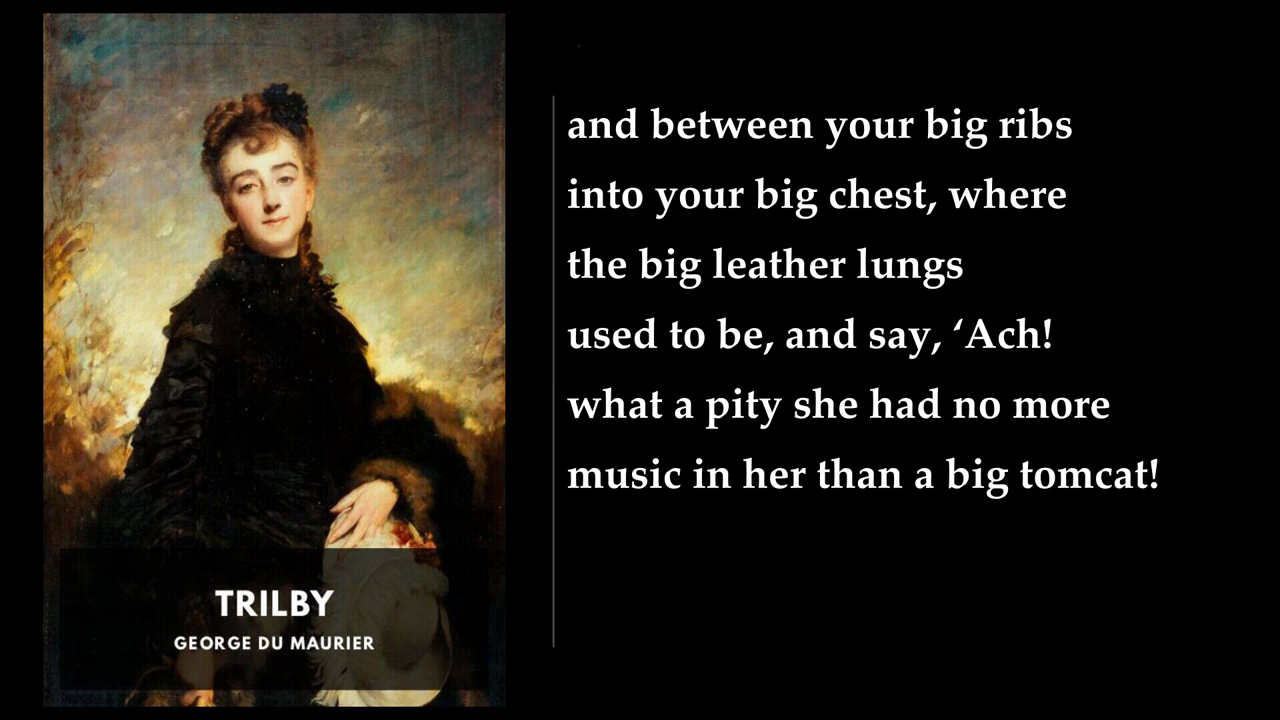 TRILBY
GEORGE DU MAURIER
and between your big ribs
into your big chest, where
the big leather lungs
used to be, and say, ‘Ach!
what a pity she had no more
music in her than a big tomcat!